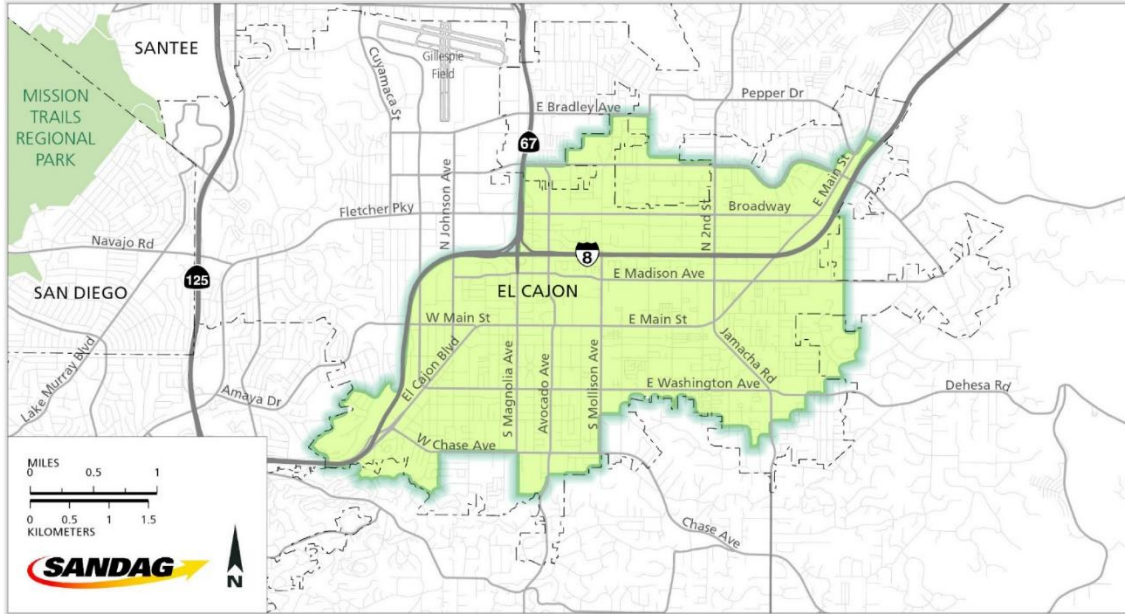 SANTEE
Cuyamaca St
Gillespie
Field
MISSION
TRAILS
REGIONAL
PARK
E Bradley Ave
Pepper Dr
67
N Johnson Ave
E Main St
Fletcher Pky
Broadway
N 2nd St
Navajo Rd
8
125
E Madison Ave
SAN DIEGO
EL CAJON
W Main St
E Main St
Lake Murray Blvd
El Cajon Blvd
S Magnolia Ave
Avocado Ave
S Mollison Ave
Jamacha Rd
E Washington Ave
Dehesa Rd
Amaya Dr
W Chase Ave
Chase Ave
MILES
0 0.5 1
0 0.5 1 1.5
KILOMETERS
SANDAG
N